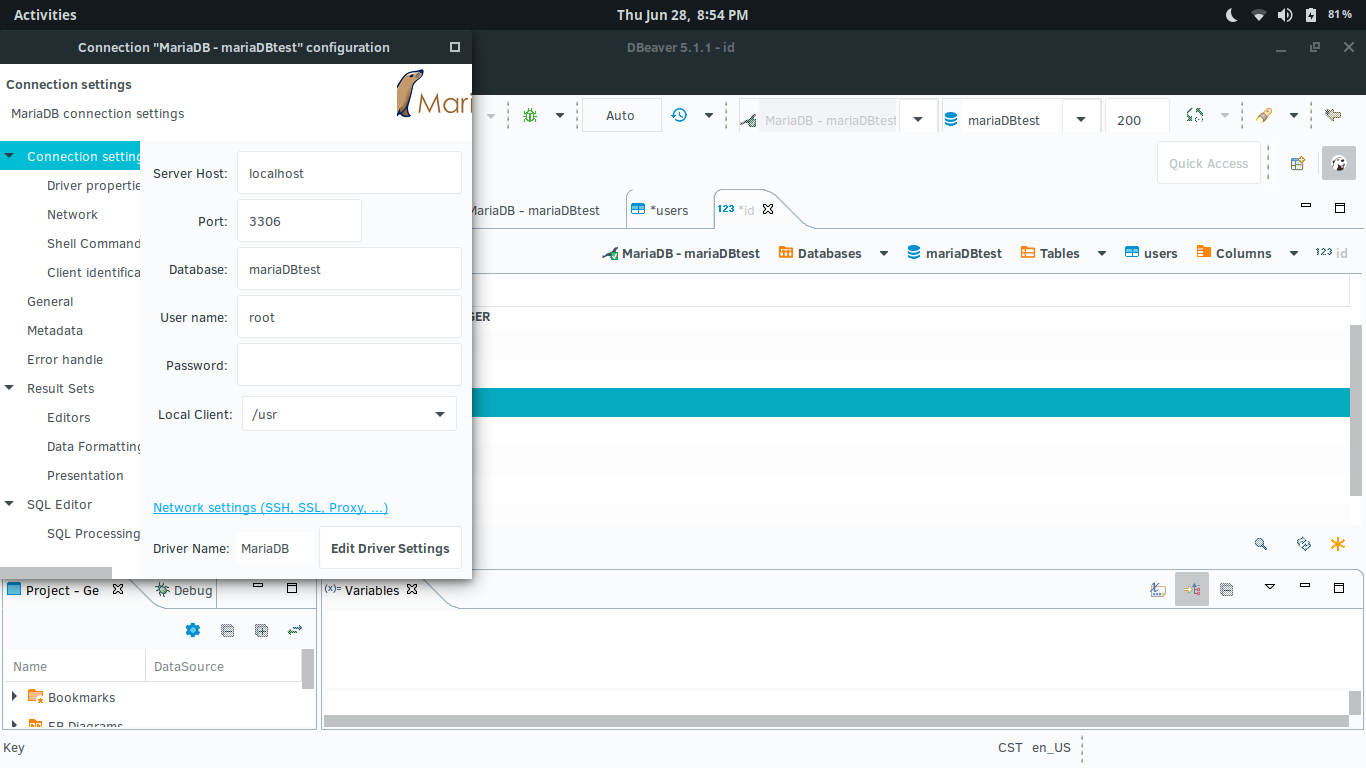 Activities
Thu Jun 28, 8:54 PM
81 %
Connection "MariaDB - mariaDBtest" configuration
DBeaver 5.1.1 - id
Connection settings
MariaDB connection settings
Mari
Auto
MariaDB - mariaDBtest
mariaDBtest
200
Quick Access
Connection setting
Driver propertie
Network
Shell Command
Client identifica
General
Metadata
Error handle
Result Sets
Editors
Data Formatting
Presentation
SQL Editor
SQL Processing
Server Host: localhost
Port: 3306
Database: mariaDBtest
User name: root
Password:
Local Client: /usr
Network settings (SSH, SSL, Proxy, ...)
Driver Name: MariaDB
Edit Driver Settings
MariaDB - mariaDBtest
*users
123 *id
MariaDB - mariaDBtest
Databases
mariaDBtest
Tables
users
Columns
123 id
GER
Project - Ge
Debug
(x)= Variables
Name
DataSource
Bookmarks
ER Diagrams
Key
CST en_US